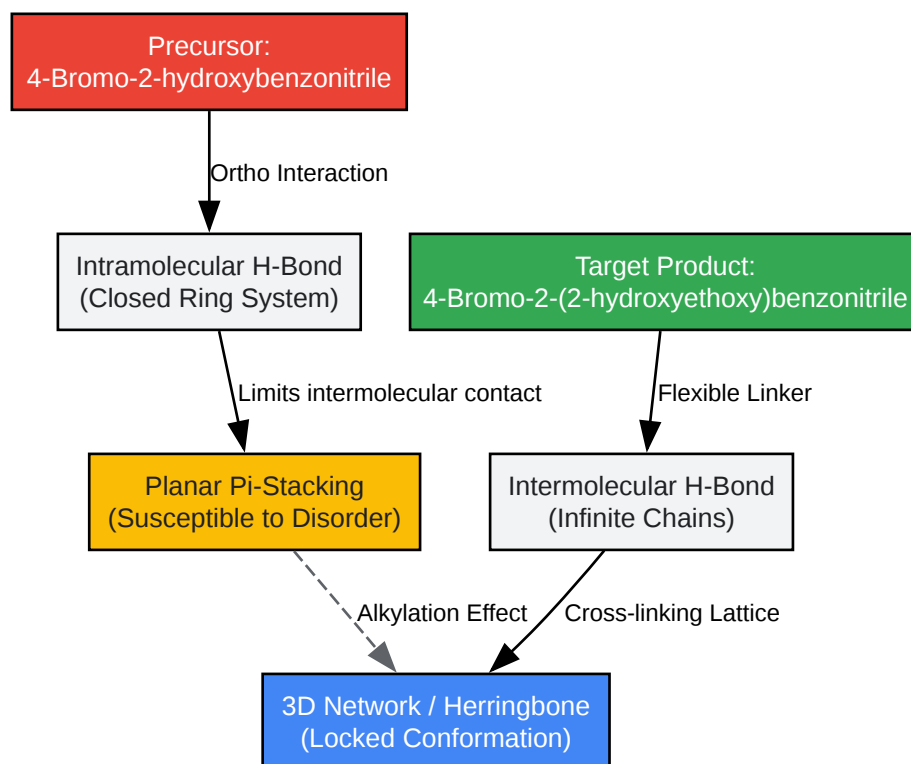 Precursor:
4-Bromo-2-hydroxybenzonitrile
Ortho Interaction
Intramolecular H-Bond
(Closed Ring System)
Target Product:
4-Bromo-2-(2-hydroxyethoxy)benzonitrile
Limits intermolecular contact
Flexible Linker
Planar Pi-Stacking
(Susceptible to Disorder)
Intermolecular H-Bond
(Infinite Chains)
Alkylation Effect
Cross-linking Lattice
3D Network / Herringbone
(Locked Conformation)